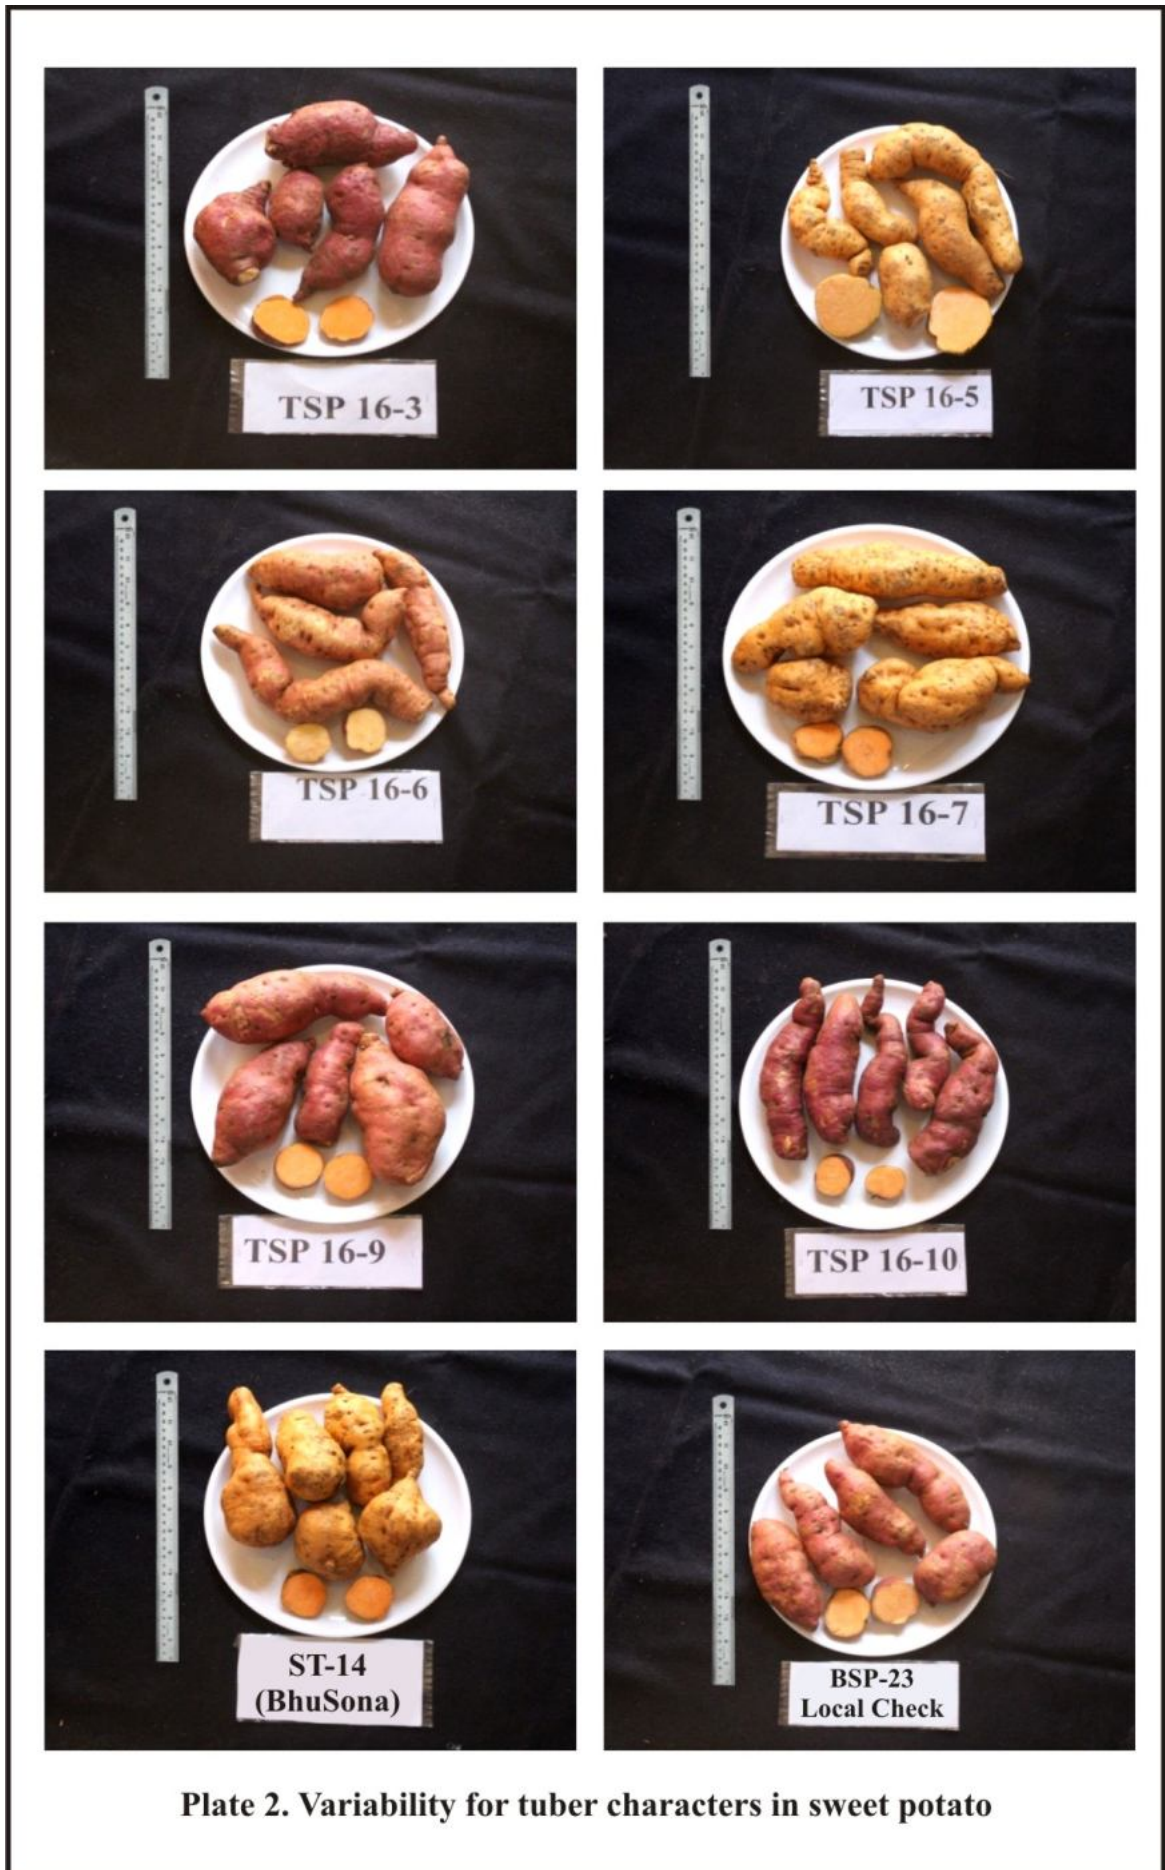 TSP 16-3
TSP 16-5
TSP 16-6
TSP 16-7
TSP 16-9
TSP 16-10
ST-14
(BhuSona)
BSP-23
Local Check
Plate 2. Variability for tuber characters in sweet potato